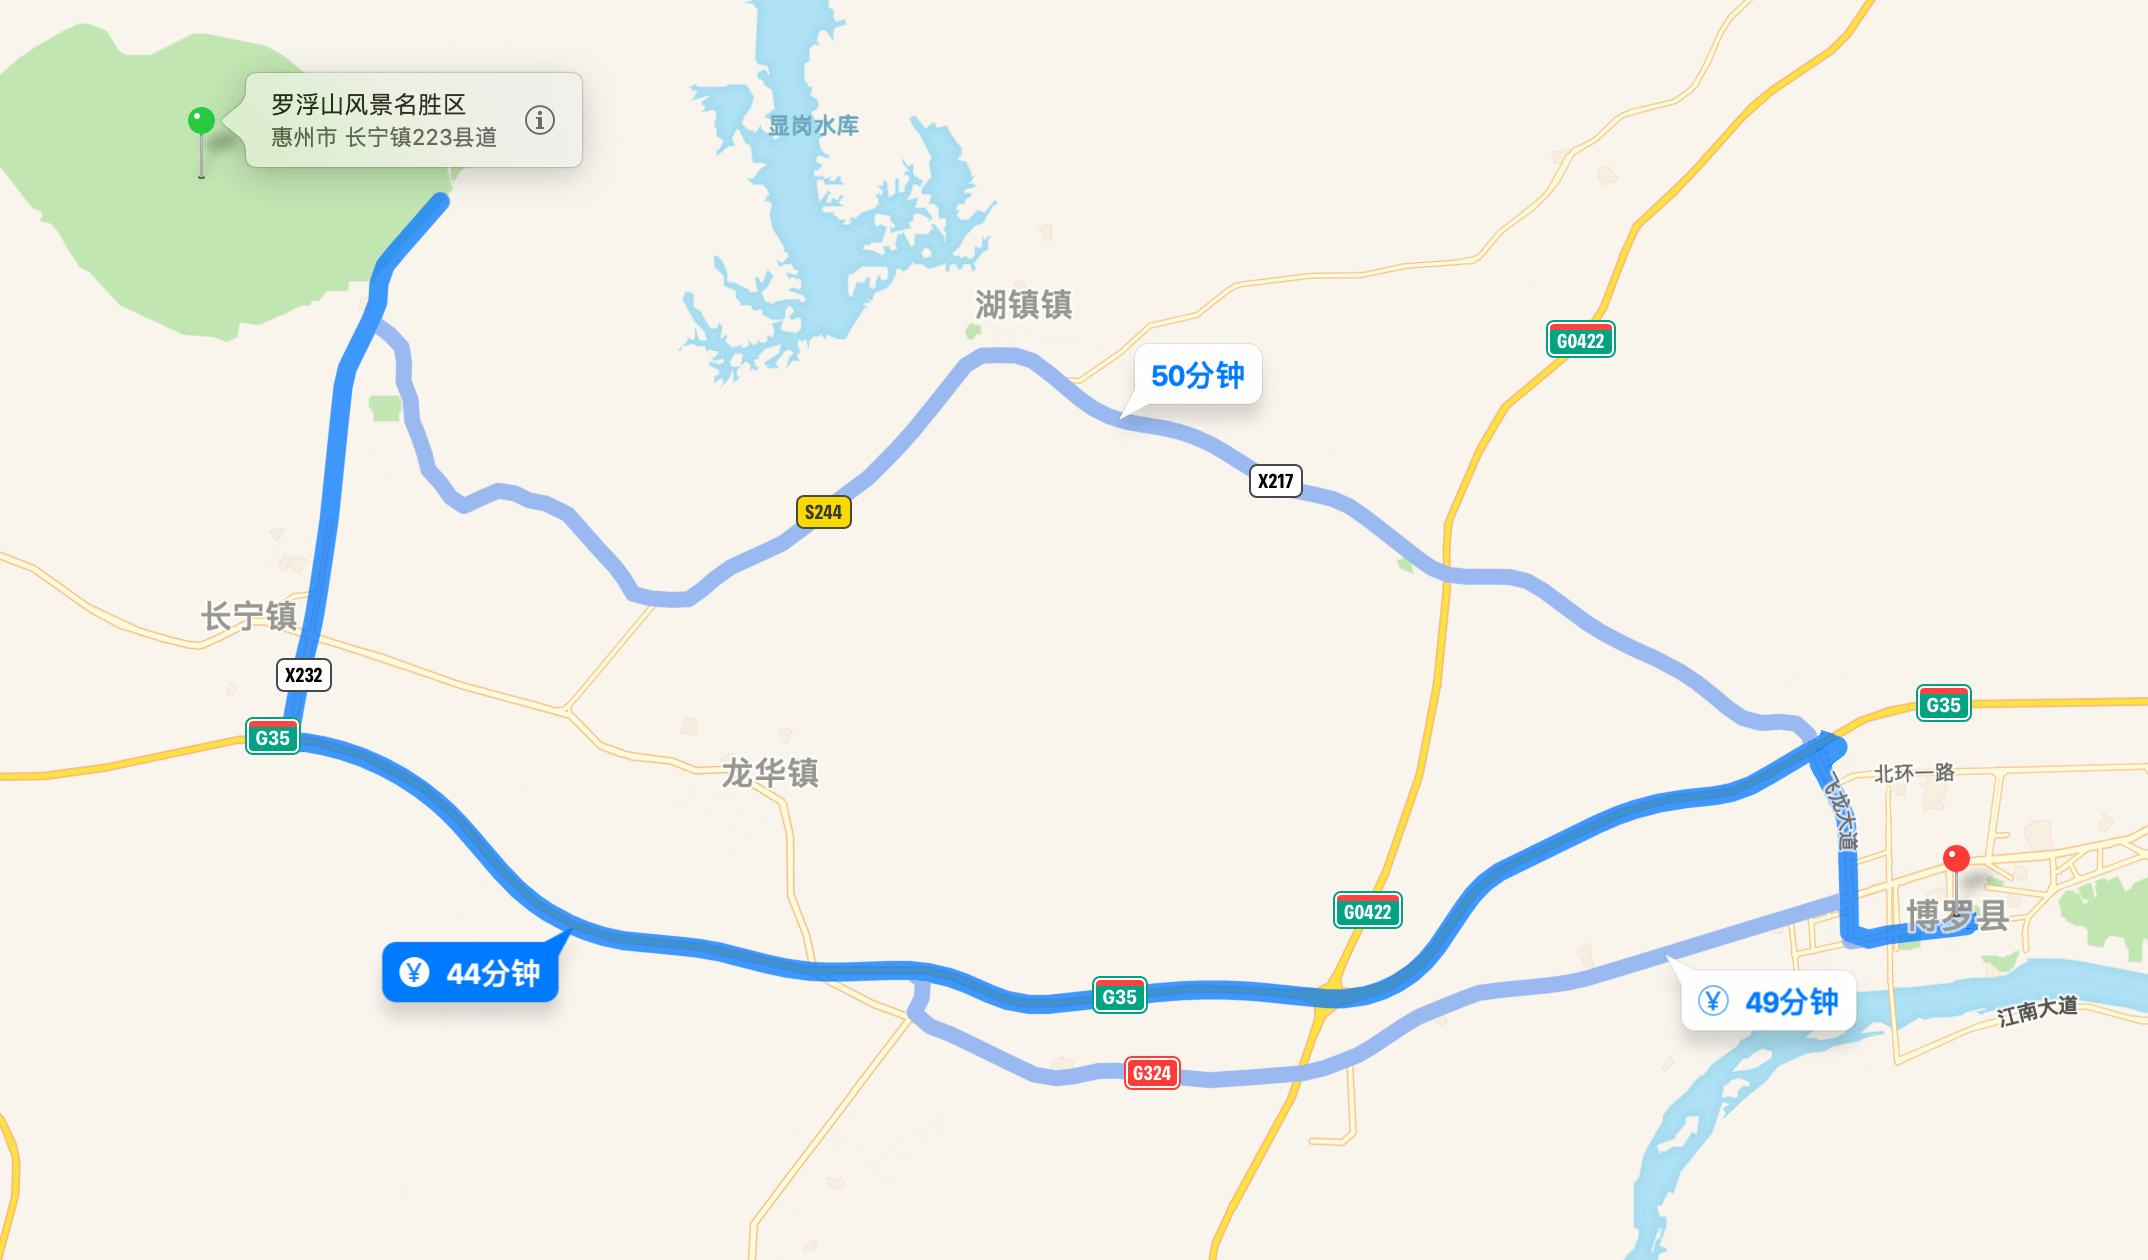 罗浮山风景名胜区
惠州市 长宁镇223县道
显岗水库
湖镇镇
G0422
50分钟
X217
S244
长宁镇
X232
G35
G35
龙华镇
北环一路
飞龙大道
博罗县
G0422
¥ 44分钟
G35
¥ 49分钟
江南大道
G324